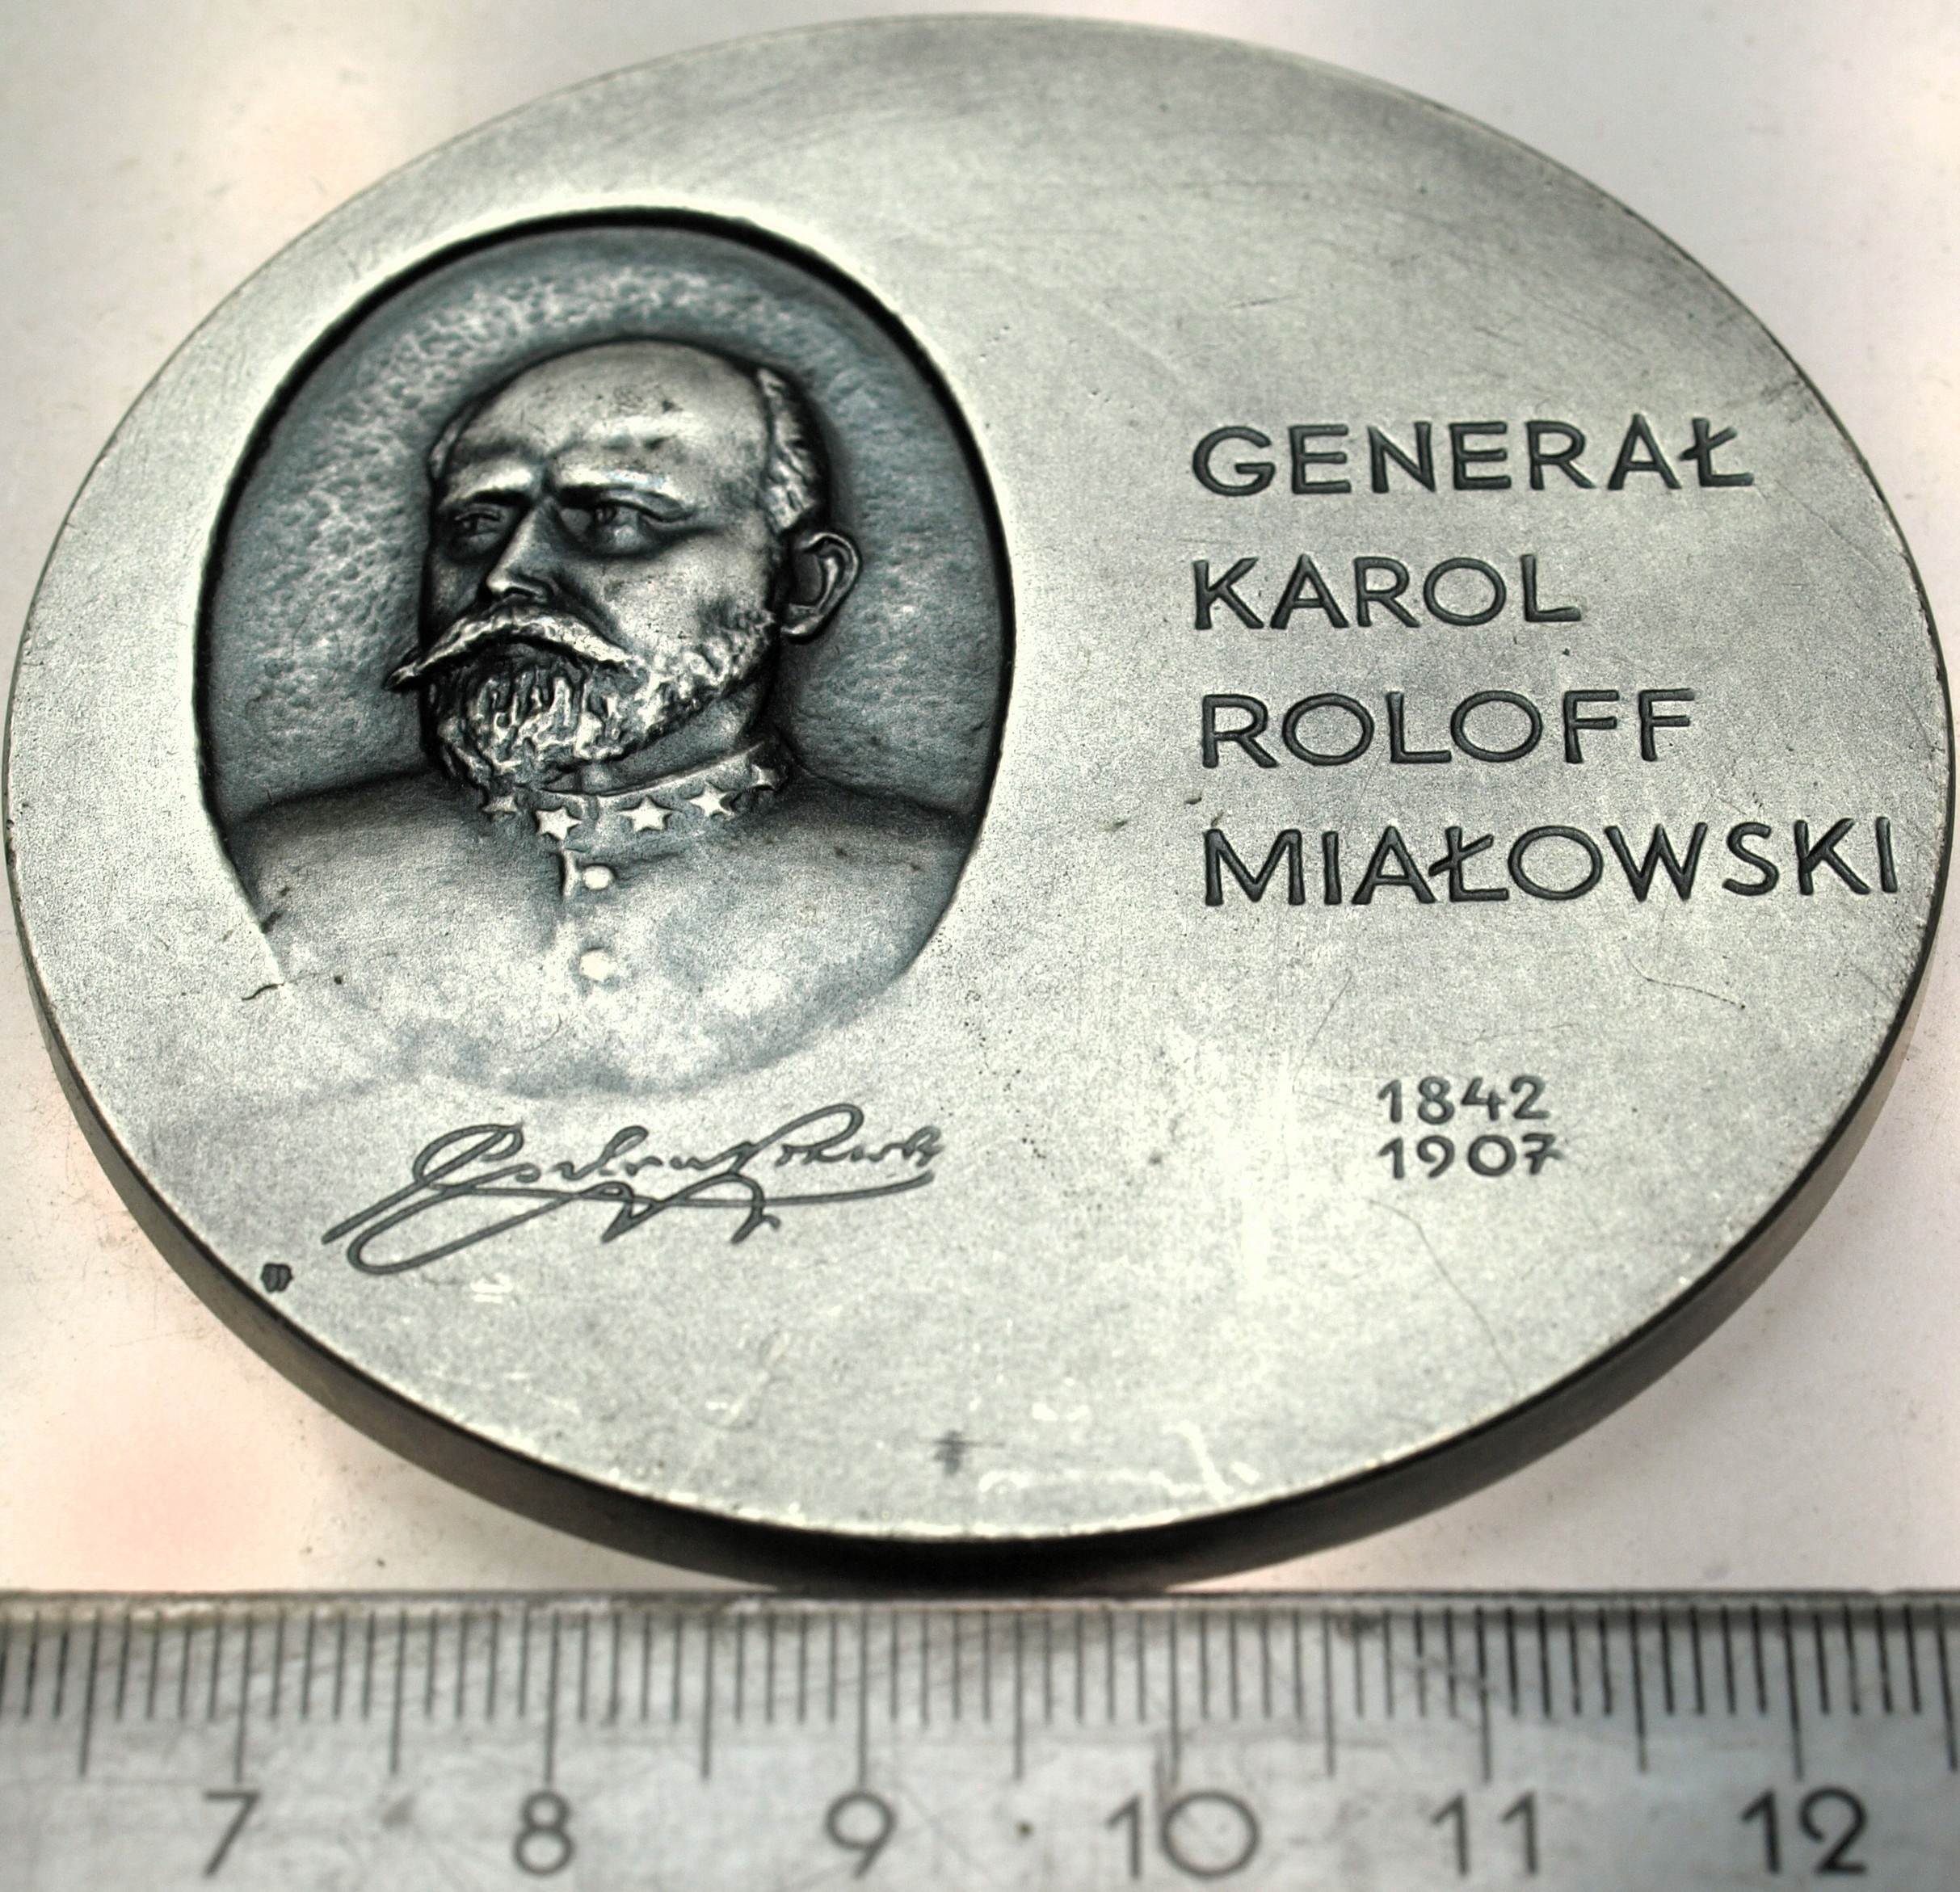 GENERAŁ
KAROL
ROLOFF
MIAŁOWSKI
1842
1907
7 8 9 10 11 12